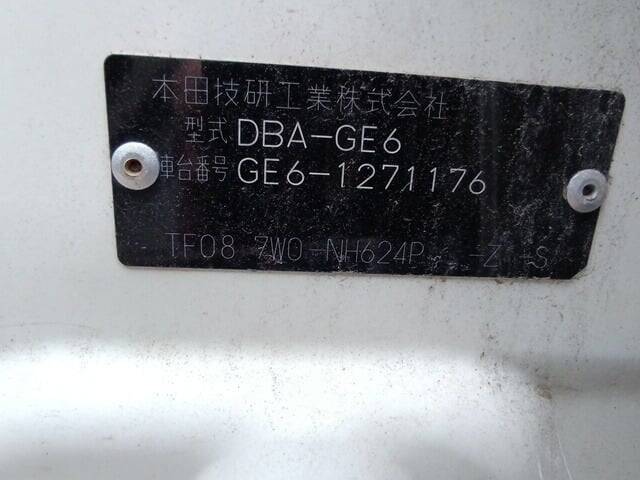 本田技研工業株式会社
型式 DBA-GE6
車台番号 GE6-1271176
TF08 7W0-NH624P -Z -S